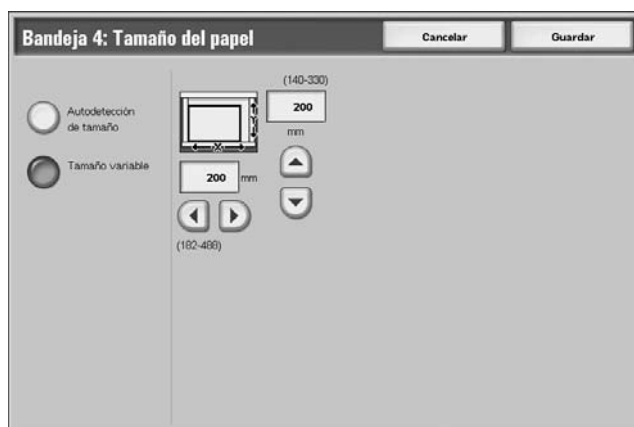 Bandeja 4: Tamaño del papel
Cancelar
Guardar
Autodetección
de tamaño
Tamaño variable
(140-330)
200
mm
Y
X
200 mm
(182-488)